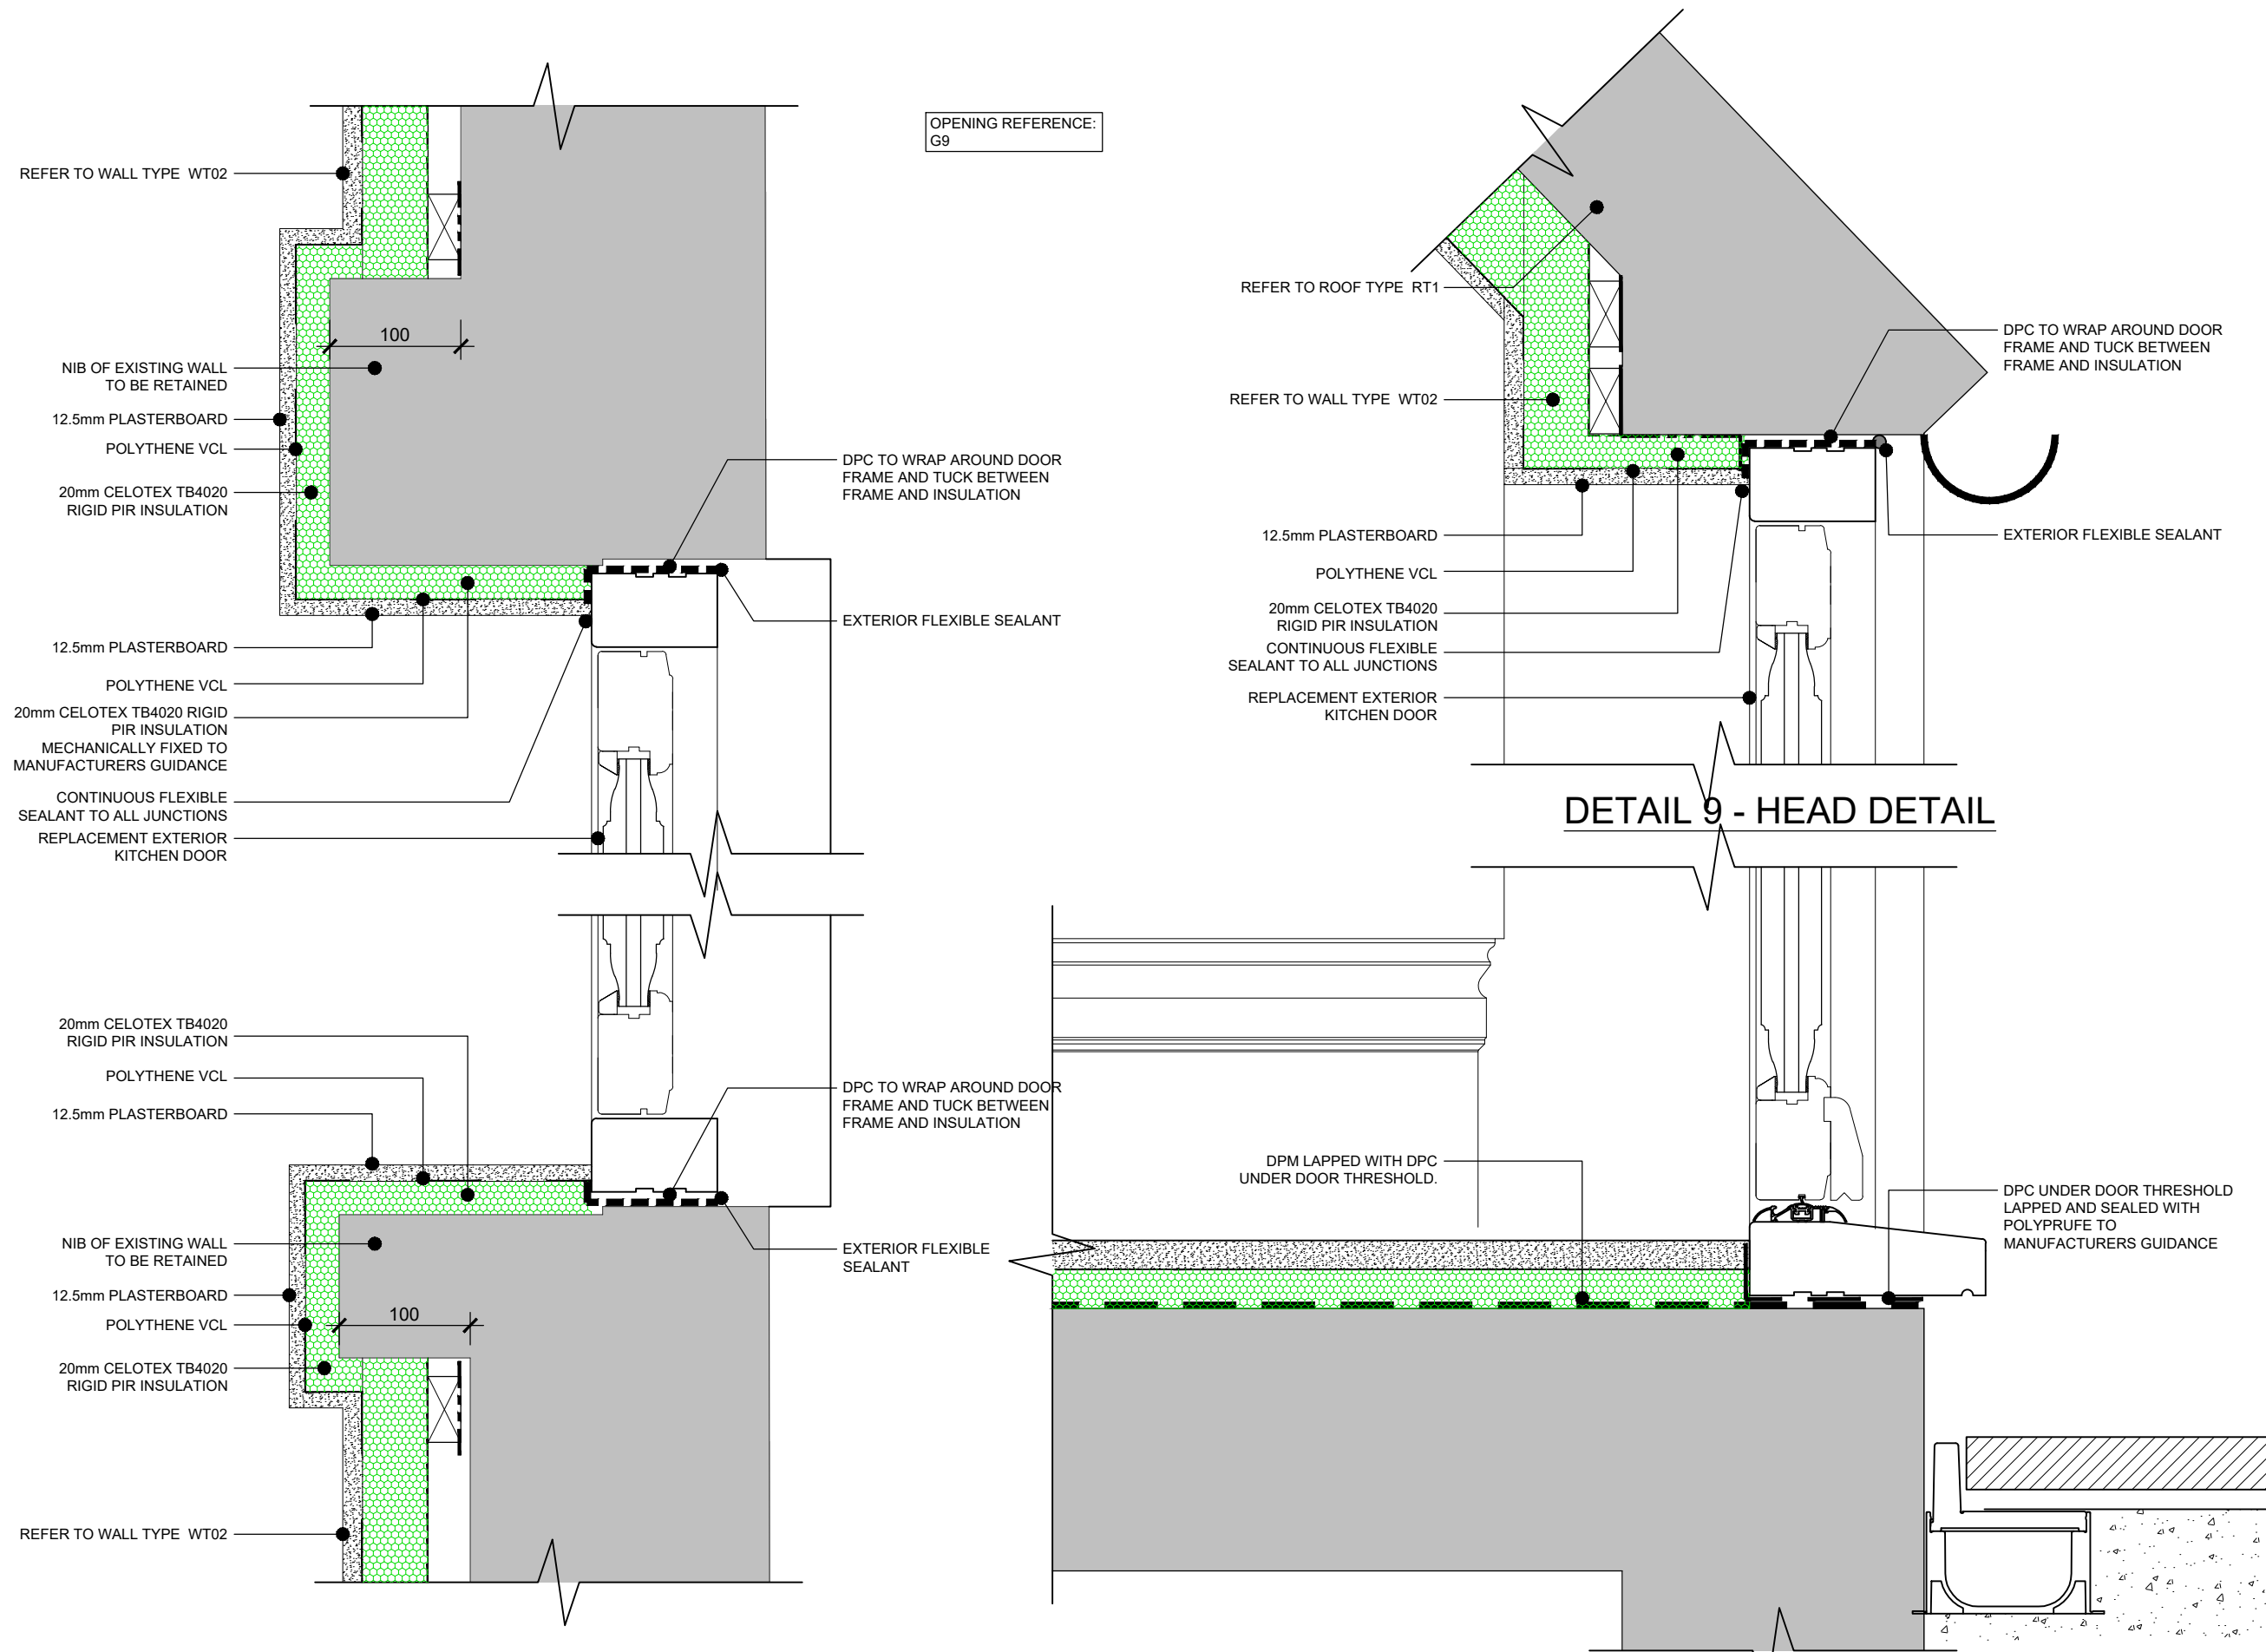 OPENING REFERENCE:
G9
REFER TO WALL TYPE WT02
100
NIB OF EXISTING WALL
TO BE RETAINED
12.5mm PLASTERBOARD
POLYTHENE VCL
20mm CELOTEX TB4020
RIGID PIR INSULATION
DPC TO WRAP AROUND DOOR
FRAME AND TUCK BETWEEN
FRAME AND INSULATION
EXTERIOR FLEXIBLE SEALANT
12.5mm PLASTERBOARD
POLYTHENE VCL
20mm CELOTEX TB4020 RIGID
PIR INSULATION
MECHANICALLY FIXED TO
MANUFACTURERS GUIDANCE
CONTINUOUS FLEXIBLE
SEALANT TO ALL JUNCTIONS
REPLACEMENT EXTERIOR
KITCHEN DOOR
20mm CELOTEX TB4020
RIGID PIR INSULATION
POLYTHENE VCL
12.5mm PLASTERBOARD
DPC TO WRAP AROUND DOOR
FRAME AND TUCK BETWEEN
FRAME AND INSULATION
NIB OF EXISTING WALL
TO BE RETAINED
EXTERIOR FLEXIBLE
SEALANT
12.5mm PLASTERBOARD
100
POLYTHENE VCL
20mm CELOTEX TB4020
RIGID PIR INSULATION
REFER TO WALL TYPE WT02
REFER TO ROOF TYPE RT1
DPC TO WRAP AROUND DOOR
FRAME AND TUCK BETWEEN
FRAME AND INSULATION
REFER TO WALL TYPE WT02
12.5mm PLASTERBOARD
EXTERIOR FLEXIBLE SEALANT
POLYTHENE VCL
20mm CELOTEX TB4020
RIGID PIR INSULATION
CONTINUOUS FLEXIBLE
SEALANT TO ALL JUNCTIONS
REPLACEMENT EXTERIOR
KITCHEN DOOR
DETAIL 9 - HEAD DETAIL
DPM LAPPED WITH DPC
UNDER DOOR THRESHOLD.
DPC UNDER DOOR THRESHOLD
LAPPED AND SEALED WITH
POLYPRUFE TO
MANUFACTURERS GUIDANCE